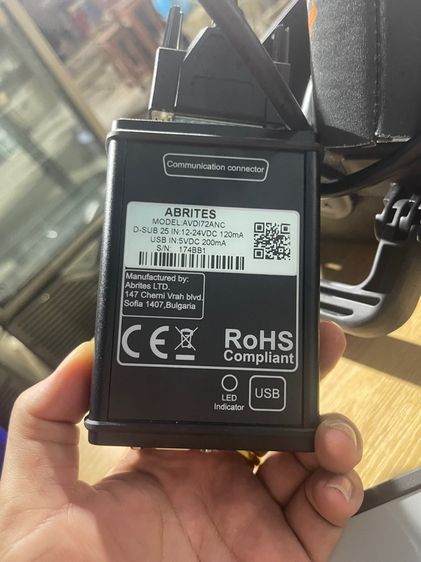 Communication connector
ABRITES
MODEL:AVDI72ANC
D-SUB 25 IN:12-24VDC 120mA
USB IN:5VDC 200mA
S/N: 174BB1
Manufactured by:
Abrites LTD.
147 Cherni Vrah blvd.
Sofia 1407,Bulgaria
CE
RoHS
Compliant
LED
Indicator
USB